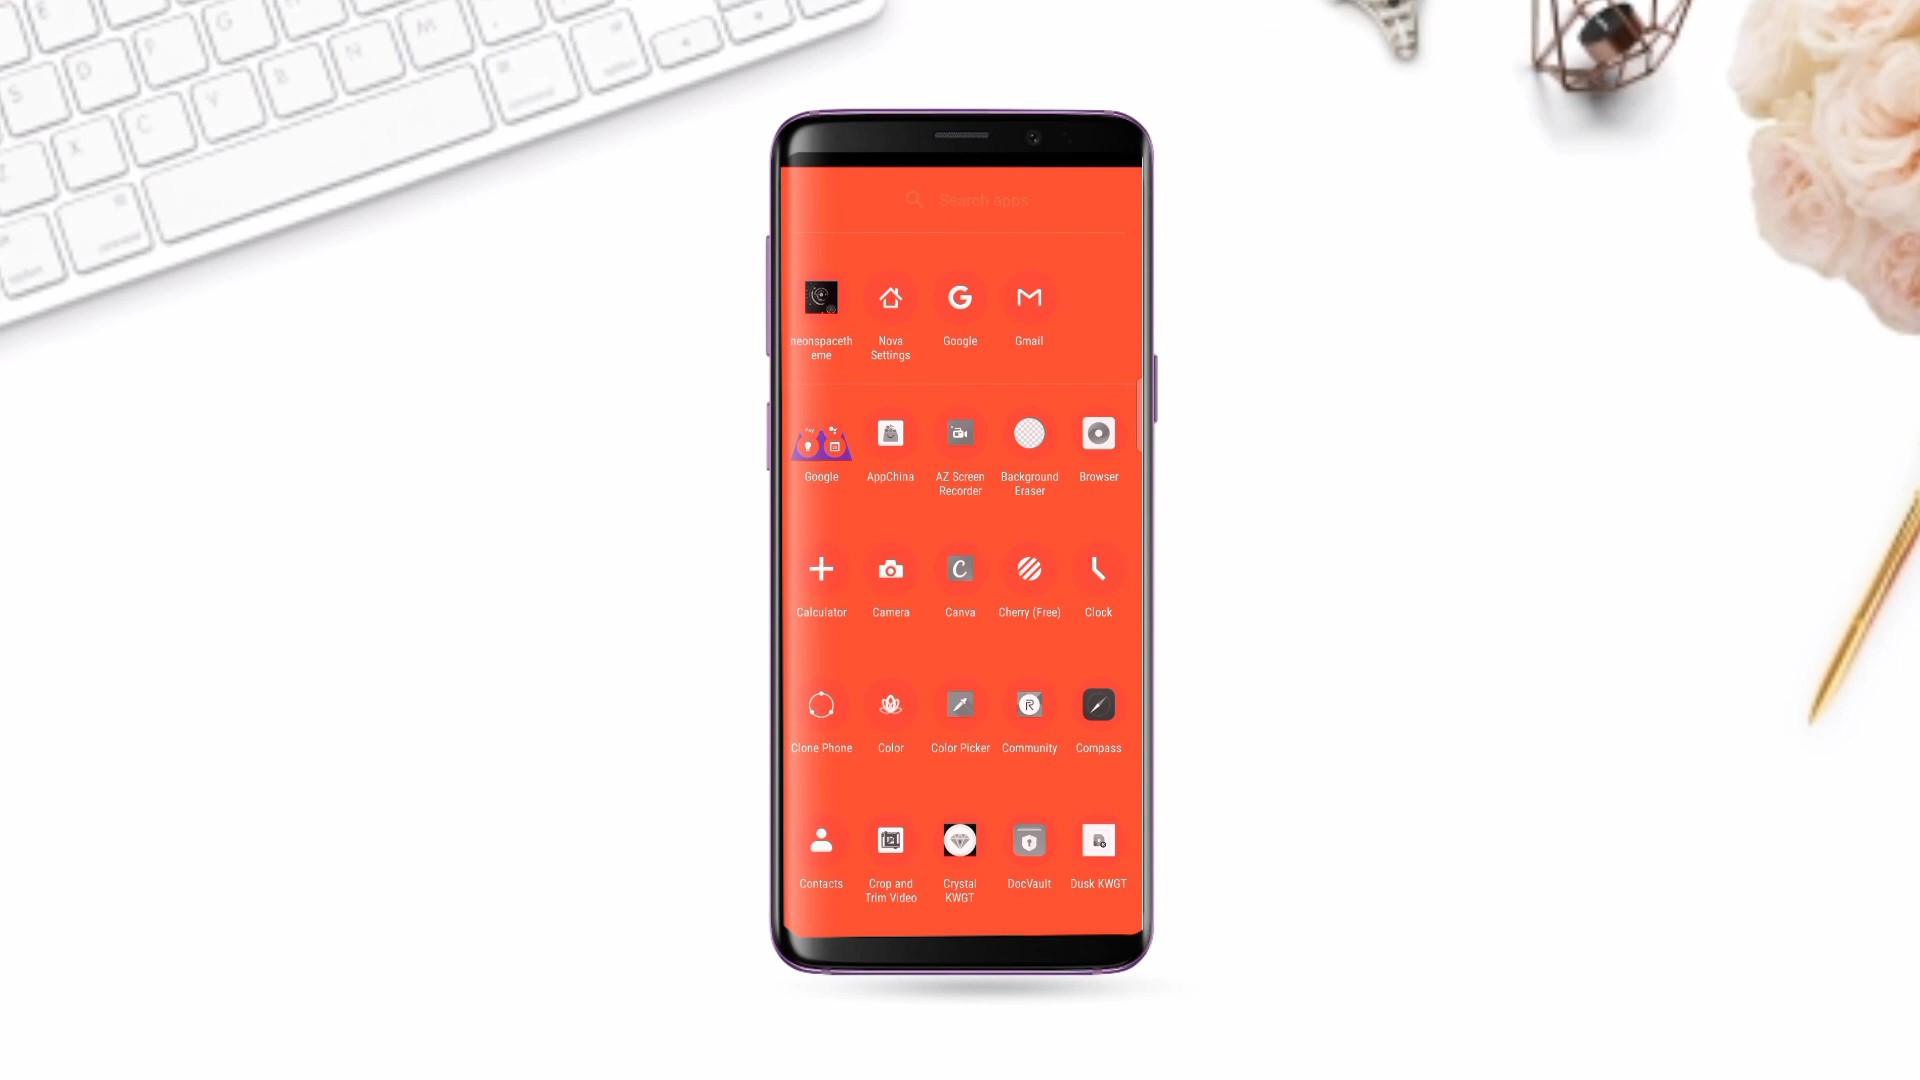 Search apps
neonspaceth
eme
Nova
Settings
Google
Gmail
Google
AppChina
AZ Screen
Recorder
Background
Eraser
Browser
Calculator
Camera
Canva
Cherry (Free)
Clock
Clone Phone
Color
Color Picker
Community
Compass
Contacts
Crop and
Trim Video
Crystal
KWGT
DocVault
Dusk KWGT